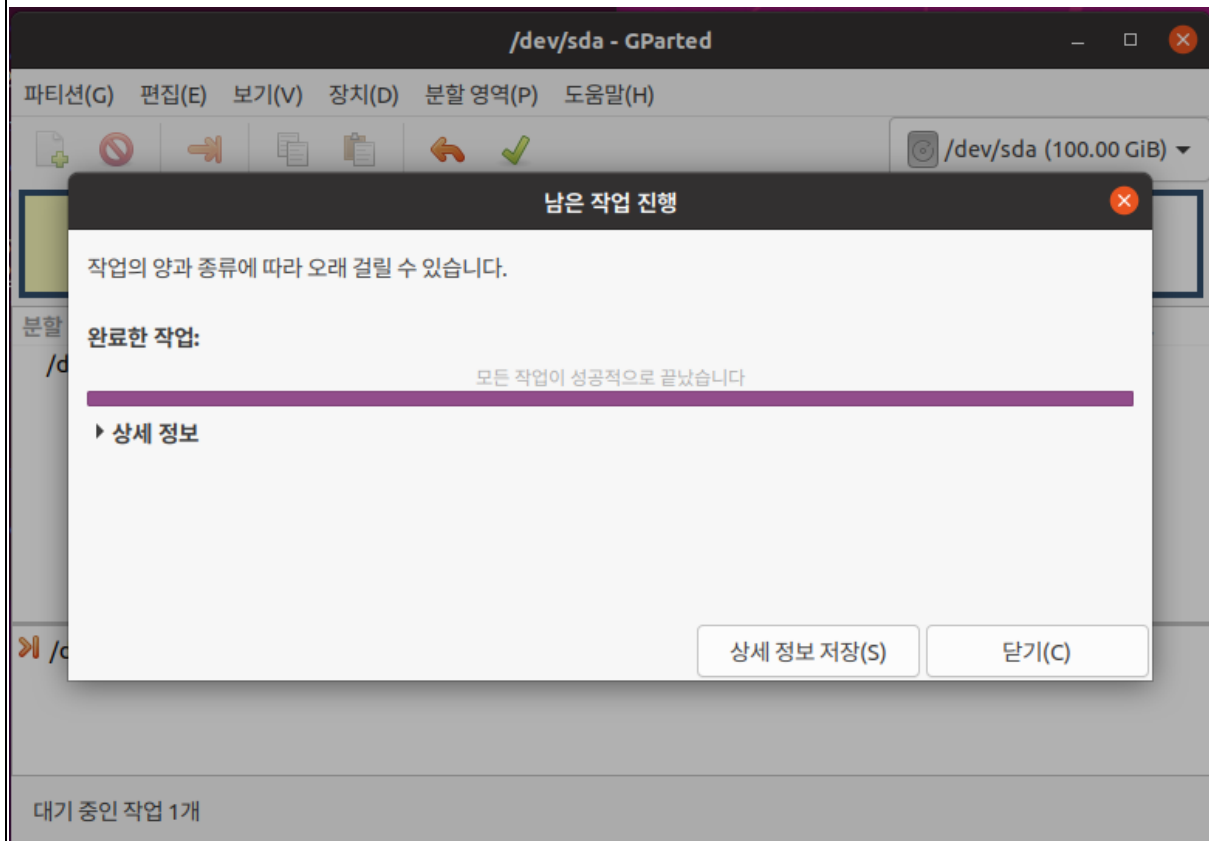 /dev/sda - GParted
파티션(G) 편집(E) 보기(V) 장치(D) 분할 영역(P) 도움말(H)
/dev/sda (100.00 GiB)
남은 작업 진행
작업의 양과 종류에 따라 오래 걸릴 수 있습니다.
분할
완료한 작업:
모든 작업이 성공적으로 끝났습니다
상세 정보
상세 정보 저장(S) 닫기(C)
대기 중인 작업 1개